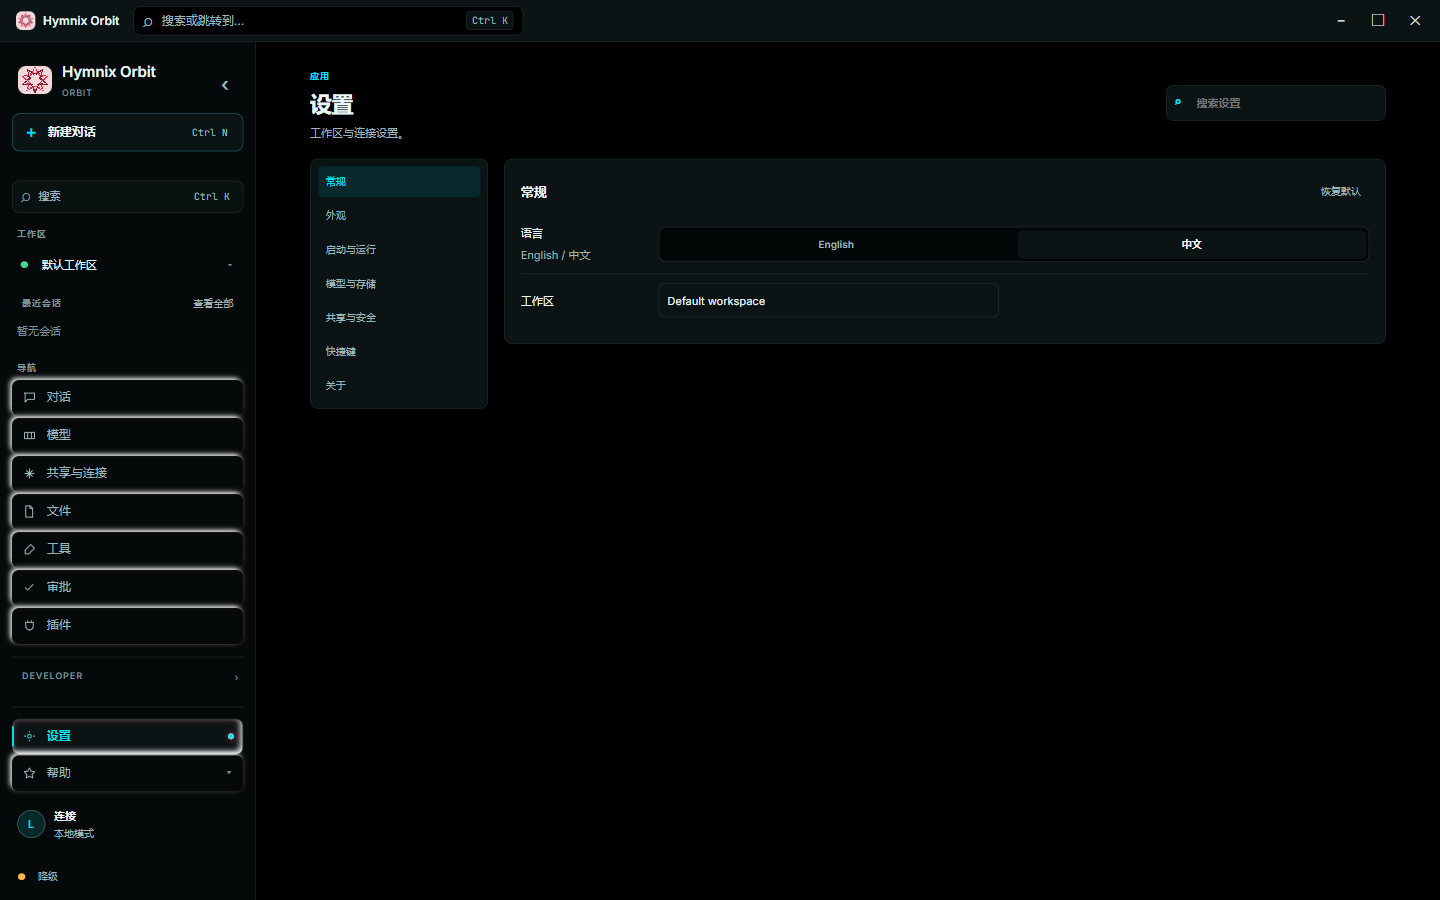 Hymnix Orbit
搜索或跳转到...
Ctrl K
Hymnix Orbit
ORBIT
新建对话
Ctrl N
搜索
Ctrl K
工作区
默认工作区
最近会话
查看全部
暂无会话
导航
对话
模型
共享与连接
文件
工具
审批
插件
DEVELOPER
设置
帮助
L
连接
本地模式
降级
应用
设置
工作区与连接设置。
搜索设置
常规
外观
启动与运行
模型与存储
共享与安全
快捷键
关于
常规
恢复默认
语言
English / 中文
English
中文
工作区
Default workspace